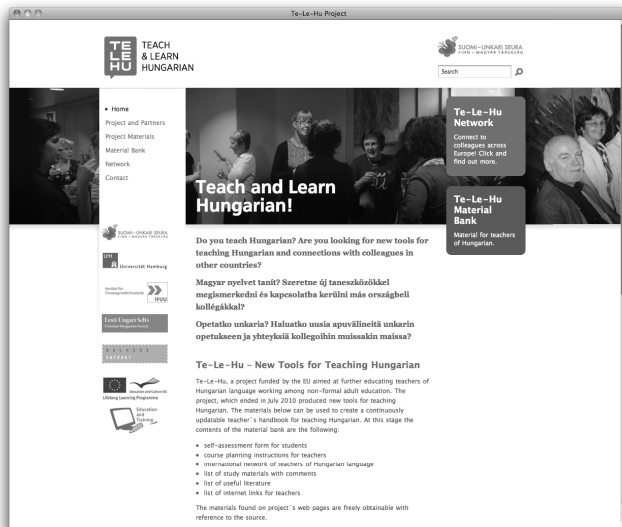 Te-Le-Hu Project
TE
LE
HU
TEACH
& LEARN
HUNGARIAN
SUOMI-UNKARI SEURA
FINN-MAGYAR TÁRSASÁG
Search
Home
Project and Partners
Project Materials
Material Bank
Network
Contact
Teach and Learn
Hungarian!
Te-Le-Hu
Network
Connect to
colleagues across
Europe! Click and
find out more.
Te-Le-Hu
Material
Bank
Material for teachers
of Hungarian.
SUOMI-UNKARI SEURA
FINN-MAGYAR TÁRSASÁG
UHH
Universität Hamburg
Institut für
Finnougristik/Uralistik
IFUU
Eesti Ungari Selts
BALASSI
INTÉZET
Education and Culture DG
Lifelong Learning Programme
Education
and
Training
Do you teach Hungarian? Are you looking for new tools for
teaching Hungarian and connections with colleagues in
other countries?
Magyar nyelvet tanít? Szeretne új taneszközökkel
megismerkedni és kapcsolatba kerülni más országbeli
kollégákkal?
Opetatko unkaria? Haluatko uusia apuvälineitä unkarin
opetukseen ja yhteyksiä kollegoihin muissakin maissa?
Te-Le-Hu - New Tools for Teaching Hungarian
Te-Le-Hu, a project funded by the EU aimed at further educating teachers of
Hungarian language working among non-formal adult education. The
project, which ended in July 2010 produced new tools for teaching
Hungarian. The materials below can be used to create a continuously
updatable teacher´s handbook for teaching Hungarian. At this stage the
contents of the material bank are the following:
self-assessment form for students
course planning instructions for teachers
international network of teachers of Hungarian language
list of study materials with comments
list of useful literature
list of internet links for teachers
The materials found on project´s web pages are freely obtainable with
reference to the source.